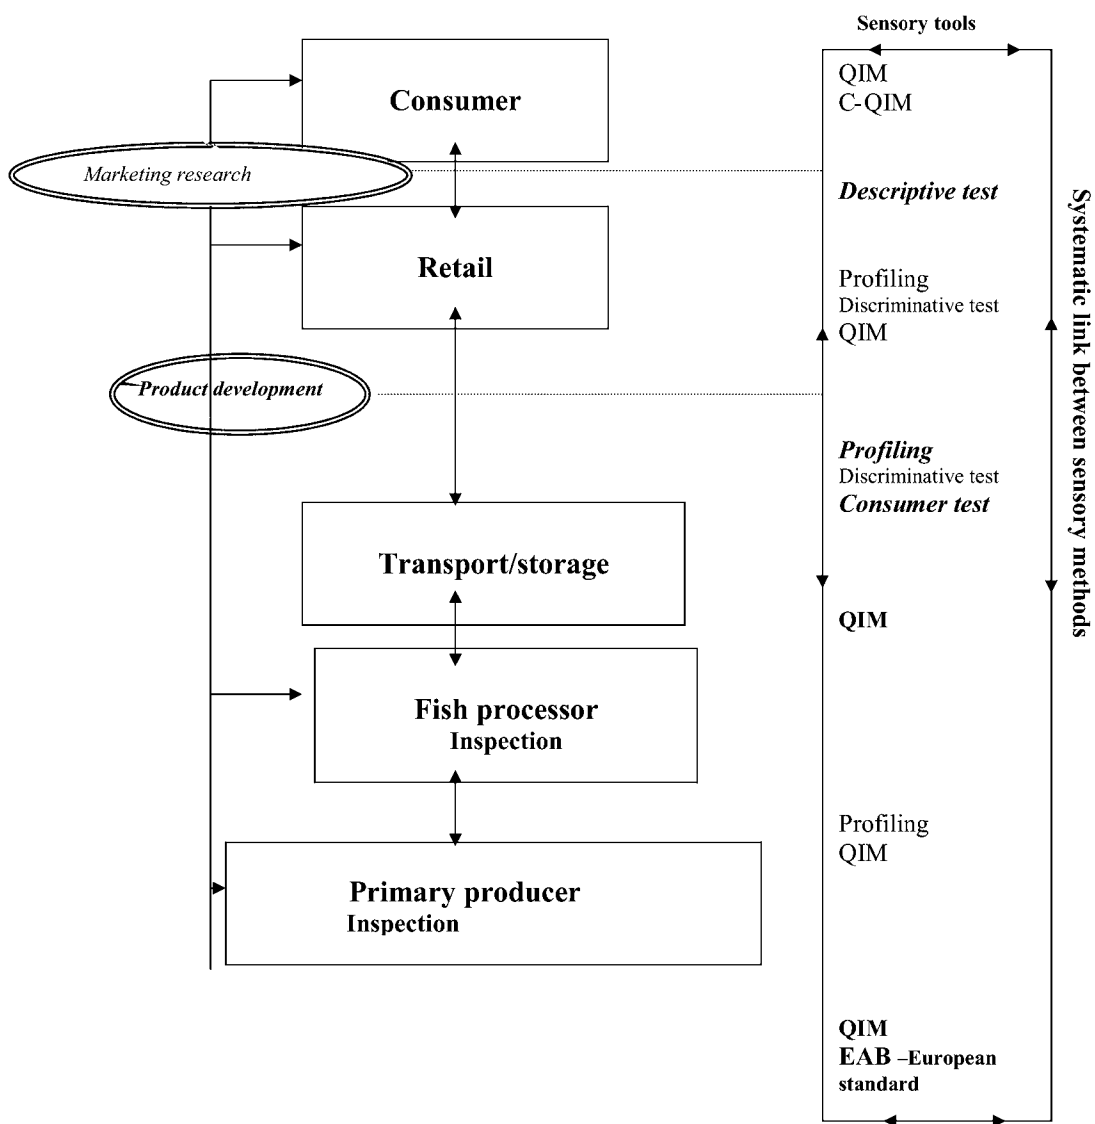 Sensory tools
Consumer
Marketing research
Retail
Product development
Transport/storage
Fish processor
Inspection
Primary producer
Inspection
QIM
C-QIM
Descriptive test
Profiling
Discriminative test
QIM
Profiling
Discriminative test
Consumer test
QIM
Profiling
QIM
QIM
EAB –European
standard
Systematic link between sensory methods